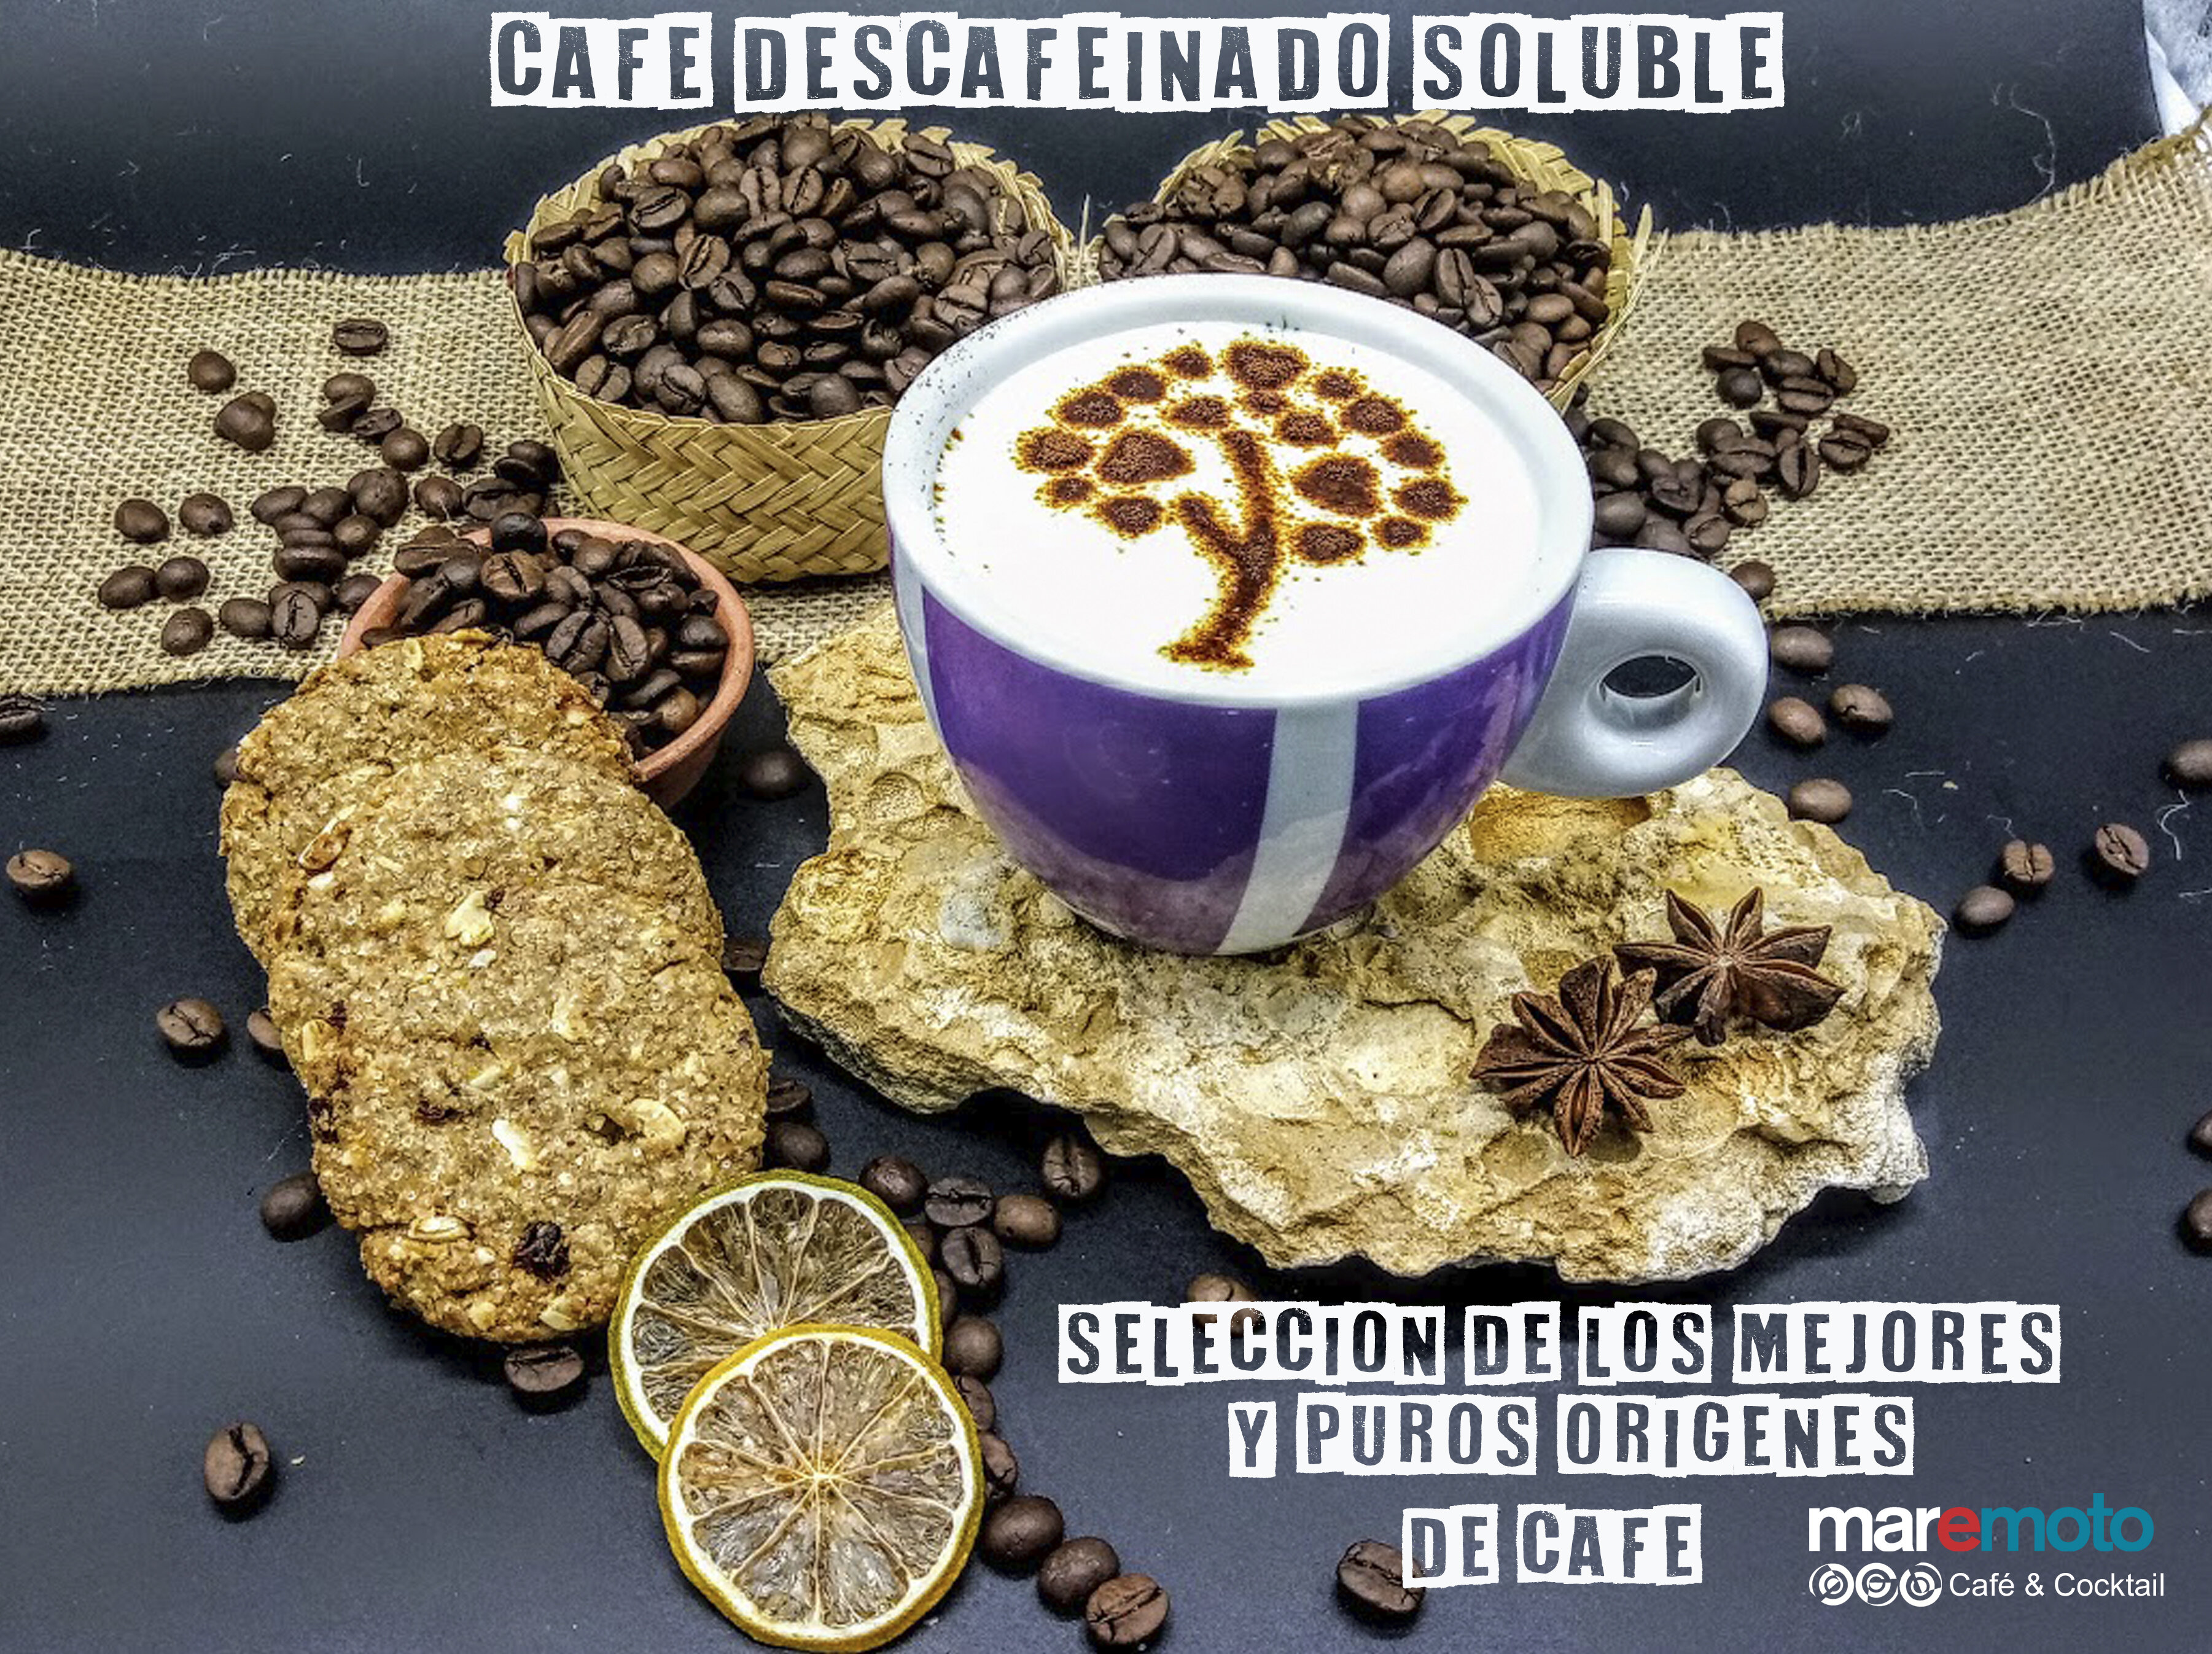 CAFE DESCAFEINADO SOLUBLE
SELECCION DE LOS MEJORES
Y PUROS ORIGENES
DE CAFE
maremoto
Café & Cocktail